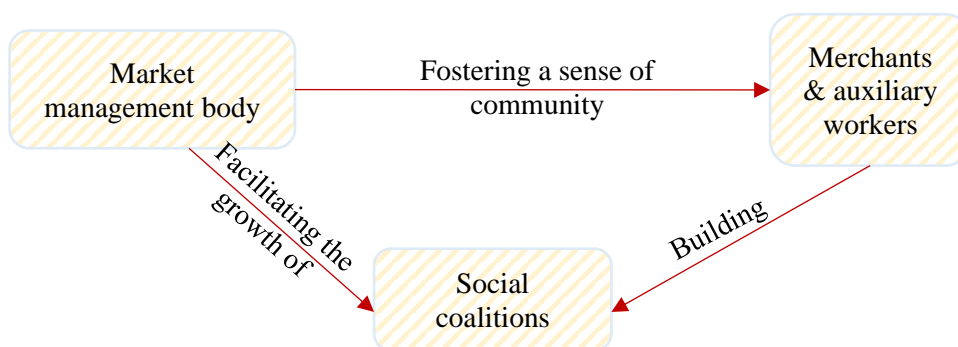 Market
management body
Fostering a sense of
community
Merchants
& auxiliary
workers
Facilitating the
growth of
Building
Social
coalitions